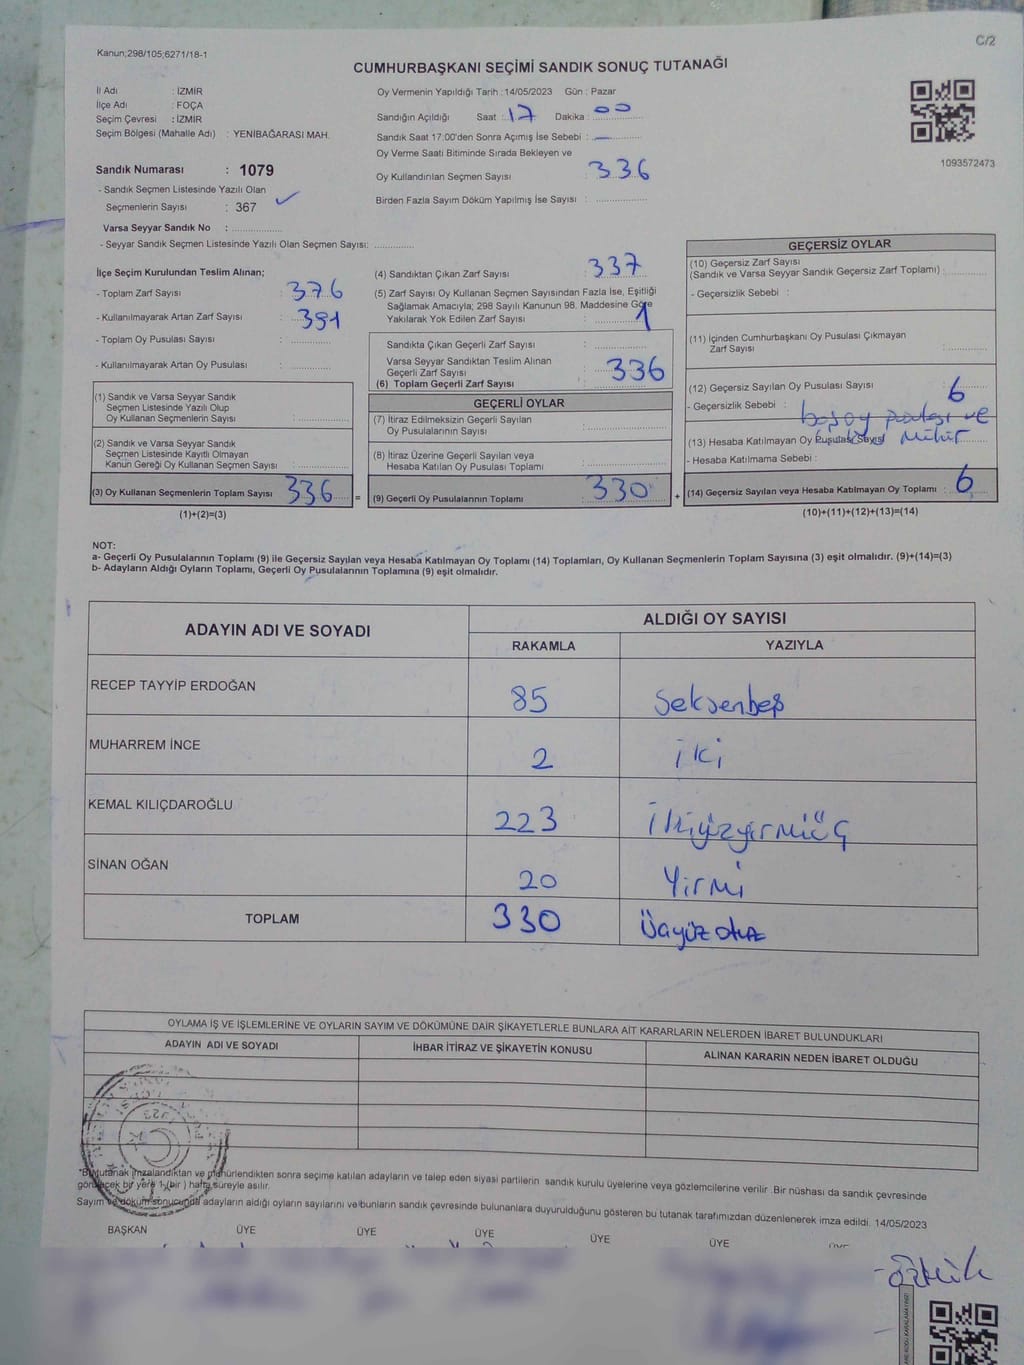 C/2
Kanun;298/105;6271/18-1
CUMHURBAŞKANI SEÇİMİ SANDIK SONUÇ TUTANAĞI
İl Adı : İZMİR
İlçe Adı : FOÇA
Seçim Çevresi : İZMİR
Seçim Bölgesi (Mahalle Adı) : YENİBAĞARASI MAH.
Sandık Numarası : 1079
- Sandık Seçmen Listesinde Yazılı Olan
Seçmenlerin Sayısı : 367
Varsa Seyyar Sandık No :
- Seyyar Sandık Seçmen Listesinde Yazılı Olan Seçmen Sayısı:
Oy Vermenin Yapıldığı Tarih : 14/05/2023 Gün : Pazar
Sandığın Açıldığı Saat : 17 Dakika : 00
Sandık Saat 17:00'den Sonra Açımış İse Sebebi :
Oy Verme Saati Bitiminde Sırada Bekleyen ve
Oy Kullandırılan Seçmen Sayısı : 336
Birden Fazla Sayım Döküm Yapılmış İse Sayısı :
1093572473
İlçe Seçim Kurulundan Teslim Alınan;
- Toplam Zarf Sayısı : 376
- Kullanılmayarak Artan Zarf Sayısı : 391
- Toplam Oy Pusulası Sayısı :
- Kullanılmayarak Artan Oy Pusulası :
(1) Sandık ve Varsa Seyyar Sandık
Seçmen Listesinde Yazılı Olup
Oy Kullanan Seçmenlerin Sayısı :
(2) Sandık ve Varsa Seyyar Sandık
Seçmen Listesinde Kayıtlı Olmayan
Kanun Gereği Oy Kullanan Seçmen Sayısı :
(3) Oy Kullanan Seçmenlerin Toplam Sayısı 336 =
(1)+(2)=(3)
(4) Sandıktan Çıkan Zarf Sayısı : 337
(5) Zarf Sayısı Oy Kullanan Seçmen Sayısından Fazla İse, Eşitliği
Sağlamak Amacıyla; 298 Sayılı Kanunun 98. Maddesine Göre
Yakılarak Yok Edilen Zarf Sayısı : 1
Sandıkta Çıkan Geçerli Zarf Sayısı :
Varsa Seyyar Sandıktan Teslim Alınan
Geçerli Zarf Sayısı :
(6) Toplam Geçerli Zarf Sayısı : 336
GEÇERLİ OYLAR
(7) İtiraz Edilmeksizin Geçerli Sayılan
Oy Pusulalarının Sayısı :
(8) İtiraz Üzerine Geçerli Sayılan veya
Hesaba Katılan Oy Pusulası Toplamı :
(9) Geçerli Oy Pusulalarının Toplamı : 330 +
GEÇERSİZ OYLAR
(10) Geçersiz Zarf Sayısı
(Sandık ve Varsa Seyyar Sandık Geçersiz Zarf Toplamı) :
- Geçersizlik Sebebi :
(11) İçinden Cumhurbaşkanı Oy Pusulası Çıkmayan
Zarf Sayısı :
(12) Geçersiz Sayılan Oy Pusulası Sayısı : 6
- Geçersizlik Sebebi : boş oy pusulası ve
mühür
(13) Hesaba Katılmayan Oy Pusulası Sayısı
- Hesaba Katılmama Sebebi :
(14) Geçersiz Sayılan veya Hesaba Katılmayan Oy Toplamı : 6
(10)+(11)+(12)+(13)=(14)
NOT:
a- Geçerli Oy Pusulalarının Toplamı (9) ile Geçersiz Sayılan veya Hesaba Katılmayan Oy Toplamı (14) Toplamları, Oy Kullanan Seçmenlerin Toplam Sayısına (3) eşit olmalıdır. (9)+(14)=(3)
b- Adayların Aldığı Oyların Toplamı, Geçerli Oy Pusulalarının Toplamına (9) eşit olmalıdır.
ADAYIN ADI VE SOYADI ALDIĞI OY SAYISI
RAKAMLA YAZIYLA
RECEP TAYYİP ERDOĞAN 85 Seksenbeş
MUHARREM İNCE 2 iki
KEMAL KILIÇDAROĞLU 223 ikiyüzyirmiüç
SİNAN OĞAN 20 Yirmi
TOPLAM 330 Üçyüz otuz
OYLAMA İŞ VE İŞLEMLERİNE VE OYLARIN SAYIM VE DÖKÜMÜNE DAİR ŞİKAYETLERLE BUNLARA AİT KARARLARIN NELERDEN İBARET BULUNDUKLARI
ADAYIN ADI VE SOYADI İHBAR İTİRAZ VE ŞİKAYETİN KONUSU ALINAN KARARIN NEDEN İBARET OLDUĞU
1923
*Bu tutanak imzalandıktan ve mühürlendikten sonra seçime katılan adayların ve talep eden siyasi partilerin sandık kurulu üyelerine veya gözlemcilerine verilir. Bir nüshası da sandık çevresinde
görülecek bir yere 1 (bir) hafta süreyle asılır.
Sayım ve döküm sonucunda adayların aldığı oyların sayılarını ve bunların sandık çevresinde bulunanlara duyurulduğunu gösteren bu tutanak tarafımızdan düzenlenerek imza edildi. 14/05/2023
BAŞKAN ÜYE ÜYE ÜYE ÜYE ÜYE